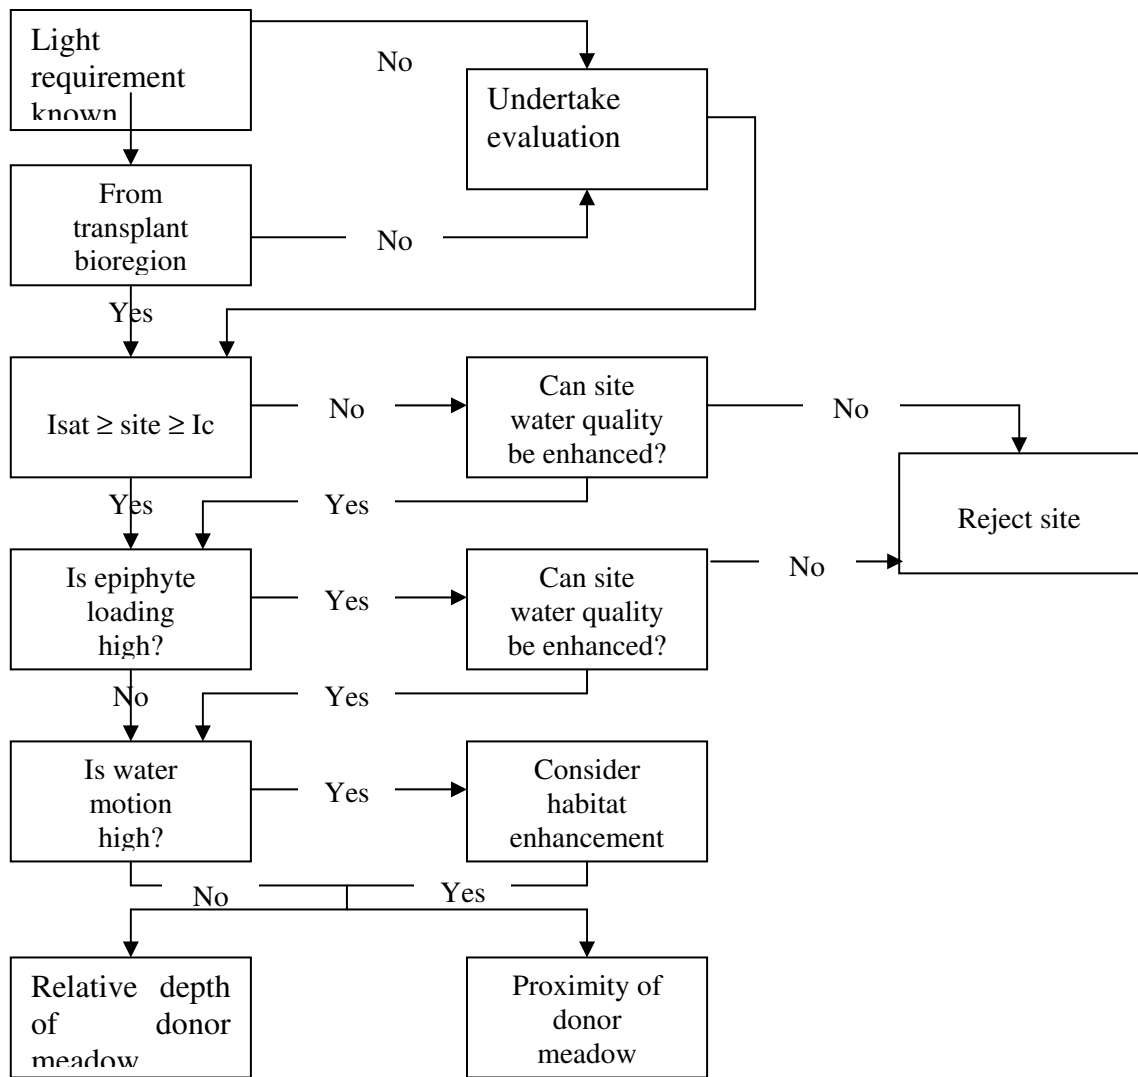 Light
requirement
known
No
Undertake
evaluation
From
transplant
bioregion
No
Yes
Isat ≥ site ≥ Ic
No
Can site
water quality
be enhanced?
No
Reject site
Yes
Yes
Is epiphyte
loading
high?
Yes
Can site
water quality
be enhanced?
No
No
Yes
Is water
motion
high?
Yes
Consider
habitat
enhancement
No
Yes
Relative depth
of donor
meadow
Proximity of
donor
meadow